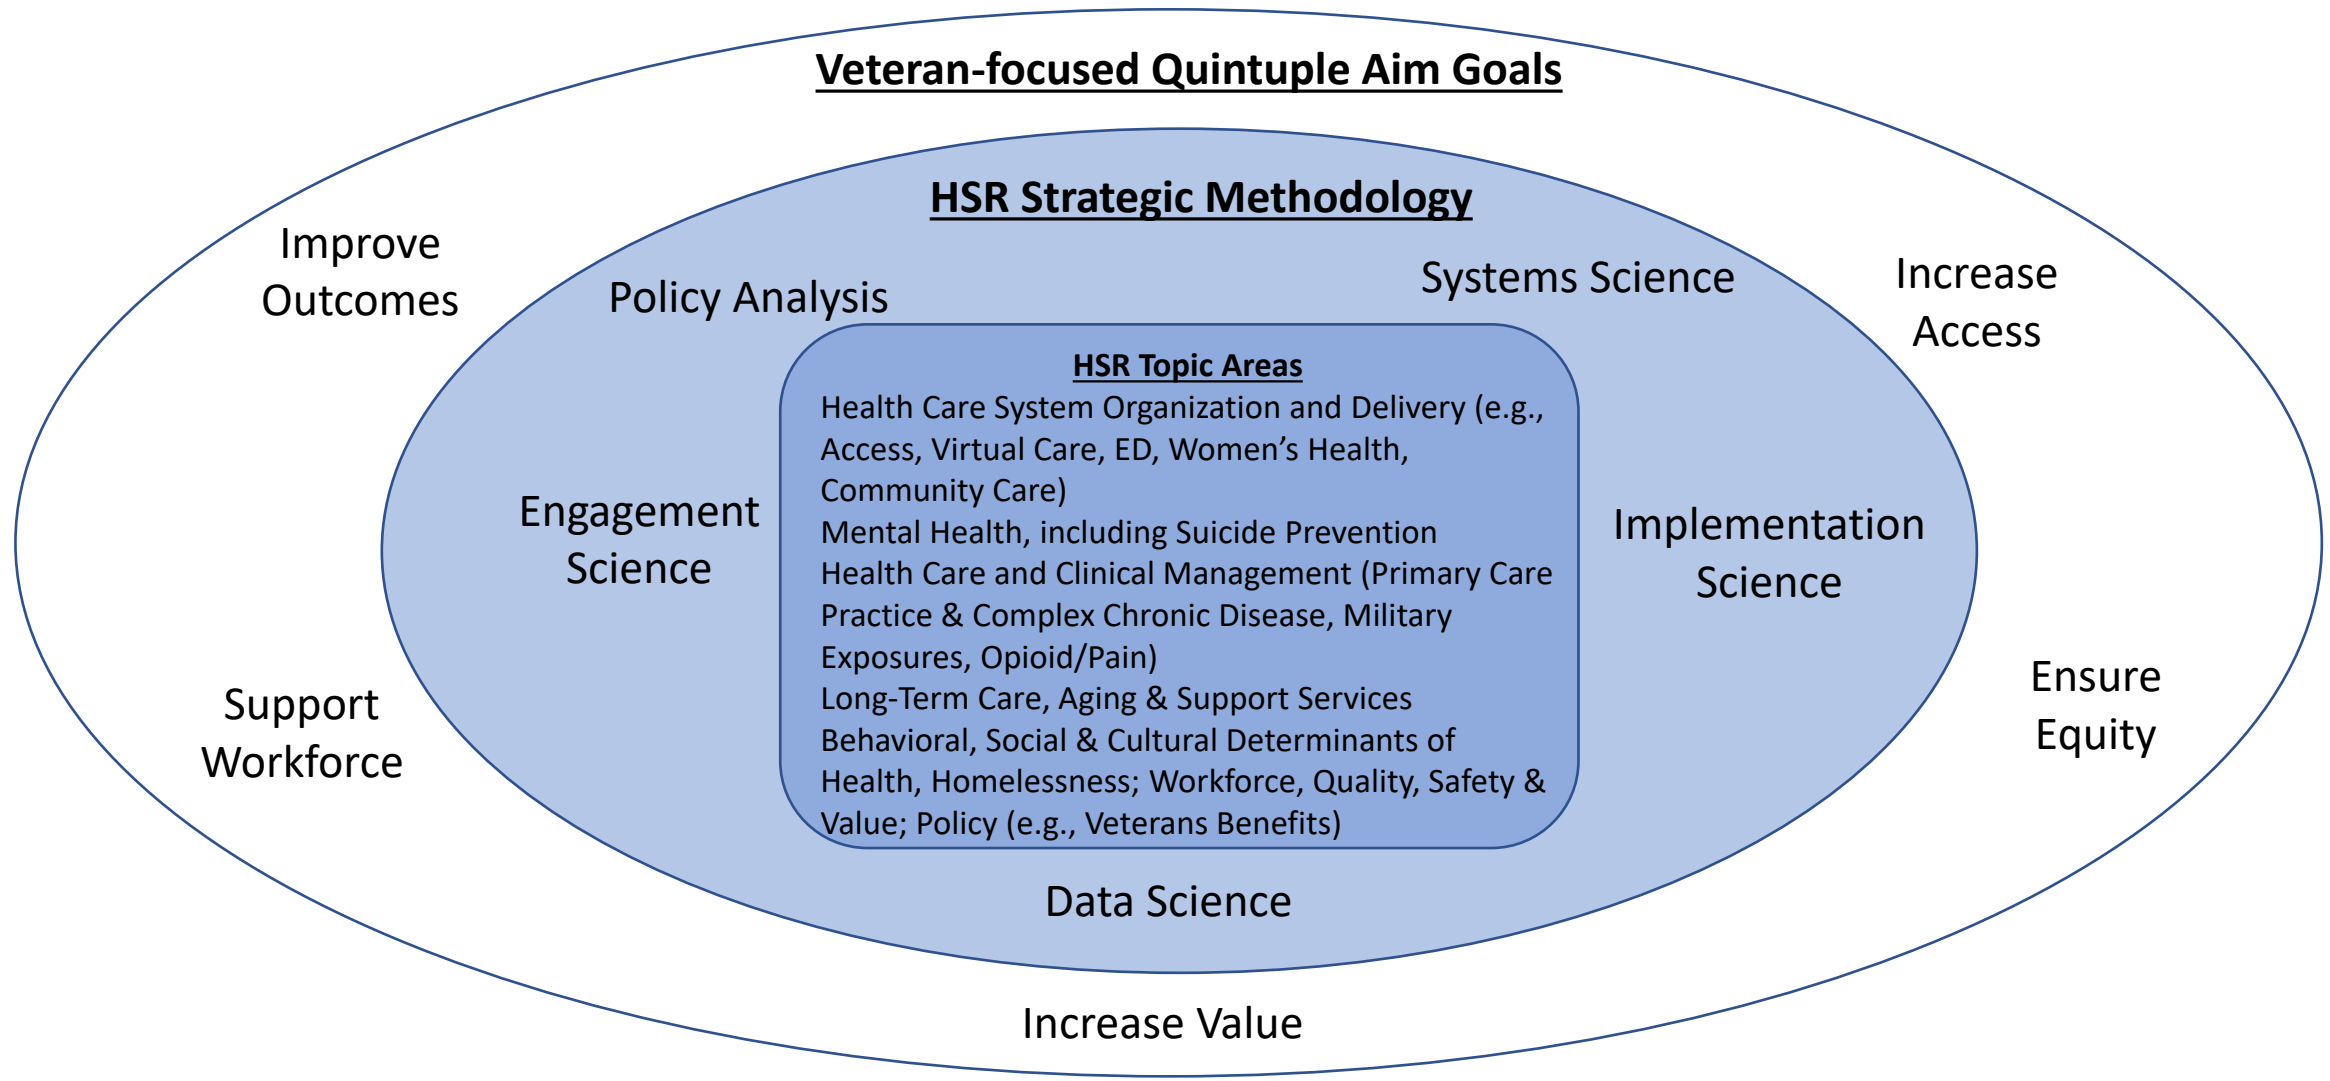 Veteran-focused Quintuple Aim Goals
HSR Strategic Methodology
Improve
Outcomes
Policy Analysis
Systems Science
Increase
Access
HSR Topic Areas
Health Care System Organization and Delivery (e.g.,
Access, Virtual Care, ED, Women’s Health,
Community Care)
Mental Health, including Suicide Prevention
Health Care and Clinical Management (Primary Care
Practice & Complex Chronic Disease, Military
Exposures, Opioid/Pain)
Long-Term Care, Aging & Support Services
Behavioral, Social & Cultural Determinants of
Health, Homelessness; Workforce, Quality, Safety &
Value; Policy (e.g., Veterans Benefits)
Engagement
Science
Implementation
Science
Support
Workforce
Ensure
Equity
Data Science
Increase Value